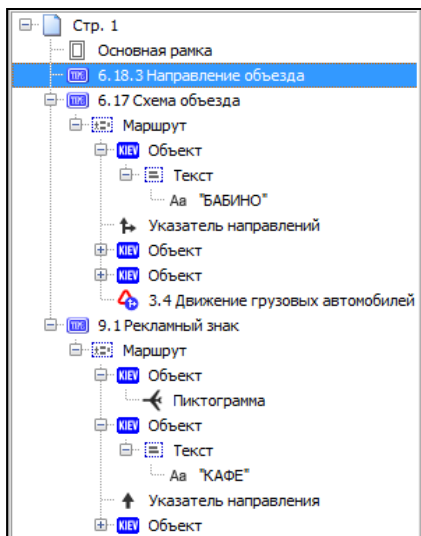 Стр. 1
Основная рамка
6.18.3 Направление объезда
6.17 Схема объезда
Маршрут
KIEV Объект
Текст
Aa "БАБИНО"
Указатель направлений
KIEV Объект
KIEV Объект
3.4 Движение грузовых автомобилей
9.1 Рекламный знак
Маршрут
KIEV Объект
Пиктограмма
KIEV Объект
Текст
Aa "КАФЕ"
Указатель направления
KIEV Объект